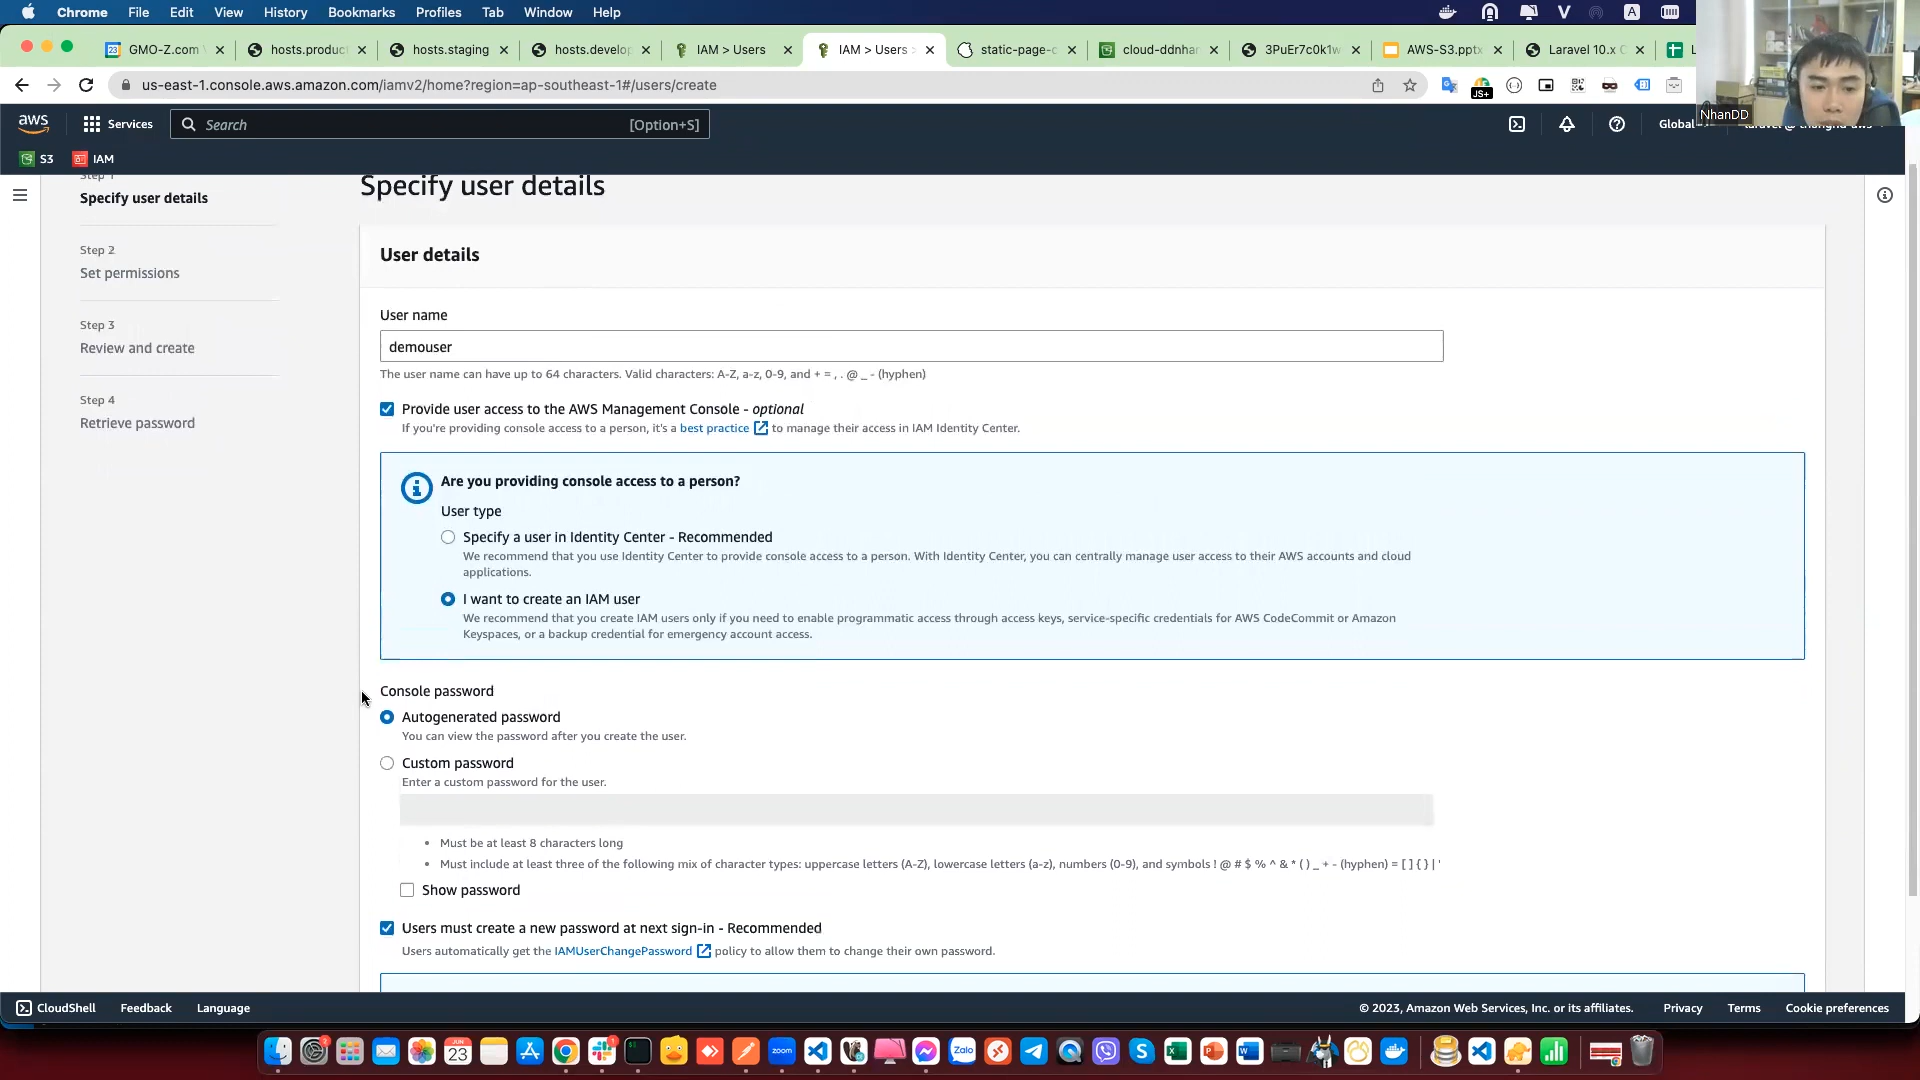 Chrome File Edit View History Bookmarks Profiles Tab Window Help
GMO-Z.com
hosts.produc
hosts.staging
hosts.develop
IAM > Users
IAM > Users
static-page-c
cloud-ddnhan
3PuEr7c0k1w
AWS-S3.pptx
Laravel 10.x C
us-east-1.console.aws.amazon.com/iamv2/home?region=ap-southeast-1#/users/create
NhanDD
aws Services Search [Option+S] Global
S3 IAM
Step 1
Specify user details
Step 2
Set permissions
Step 3
Review and create
Step 4
Retrieve password
Specify user details
User details
User name
demouser
The user name can have up to 64 characters. Valid characters: A-Z, a-z, 0-9, and + = , . @ _ - (hyphen)
Provide user access to the AWS Management Console - optional
If you're providing console access to a person, it's a best practice to manage their access in IAM Identity Center.
Are you providing console access to a person?
User type
Specify a user in Identity Center - Recommended
We recommend that you use Identity Center to provide console access to a person. With Identity Center, you can centrally manage user access to their AWS accounts and cloud
applications.
I want to create an IAM user
We recommend that you create IAM users only if you need to enable programmatic access through access keys, service-specific credentials for AWS CodeCommit or Amazon
Keyspaces, or a backup credential for emergency account access.
Console password
Autogenerated password
You can view the password after you create the user.
Custom password
Enter a custom password for the user.
• Must be at least 8 characters long
• Must include at least three of the following mix of character types: uppercase letters (A-Z), lowercase letters (a-z), numbers (0-9), and symbols ! @ # $ % ^ & * ( ) _ + - (hyphen) = [ ] { } | '
Show password
Users must create a new password at next sign-in - Recommended
Users automatically get the IAMUserChangePassword policy to allow them to change their own password.
CloudShell Feedback Language © 2023, Amazon Web Services, Inc. or its affiliates. Privacy Terms Cookie preferences
JUN
23
zoom
Zalo